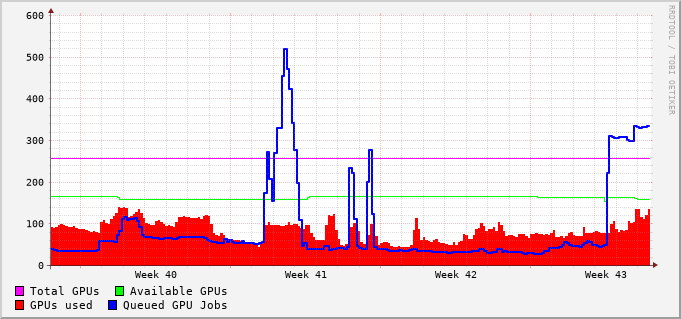 600
500
400
300
200
100
0
Week 40 Week 41 Week 42 Week 43
Total GPUs Available GPUs
GPUs used Queued GPU Jobs
RRDTOOL / TOBI OETIKER